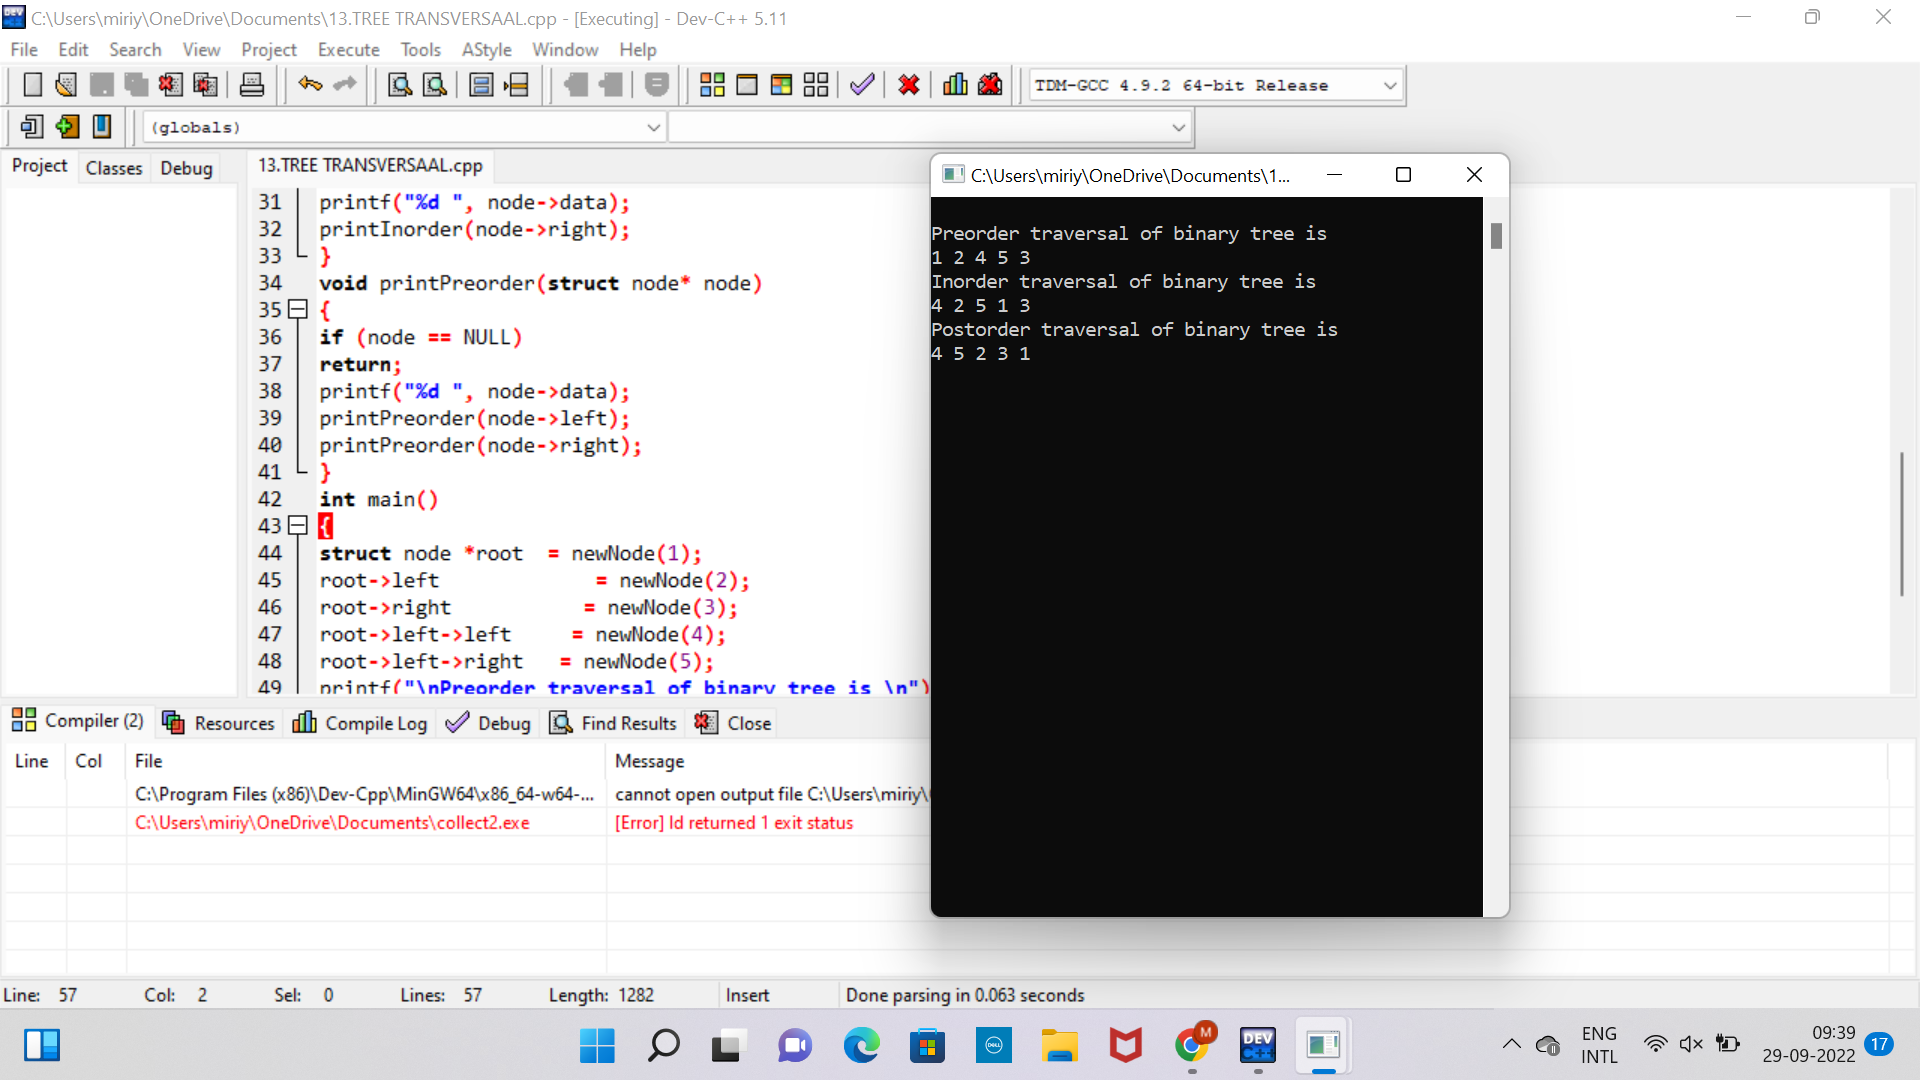 C:\Users\miriy\OneDrive\Documents\13.TREE TRANSVERSAAL.cpp - [Executing] - Dev-C++ 5.11
File Edit Search View Project Execute Tools AStyle Window Help
TDM-GCC 4.9.2 64-bit Release
(globals)
Project Classes Debug
13.TREE TRANSVERSAAL.cpp
31 printf("%d ", node->data);
32 printInorder(node->right);
33 }
34 void printPreorder(struct node* node)
35 {
36 if (node == NULL)
37 return;
38 printf("%d ", node->data);
39 printPreorder(node->left);
40 printPreorder(node->right);
41 }
42 int main()
43 {
44 struct node *root = newNode(1);
45 root->left = newNode(2);
46 root->right = newNode(3);
47 root->left->left = newNode(4);
48 root->left->right = newNode(5);
49 printf("\nPreorder traversal of binary tree is \n")
C:\Users\miriy\OneDrive\Documents\1...
Preorder traversal of binary tree is
1 2 4 5 3
Inorder traversal of binary tree is
4 2 5 1 3
Postorder traversal of binary tree is
4 5 2 3 1
Compiler (2) Resources Compile Log Debug Find Results Close
Line Col File Message
C:\Program Files (x86)\Dev-Cpp\MinGW64\x86_64-w64-... cannot open output file C:\Users\miriy\
C:\Users\miriy\OneDrive\Documents\collect2.exe [Error] ld returned 1 exit status
Line: 57 Col: 2 Sel: 0 Lines: 57 Length: 1282 Insert Done parsing in 0.063 seconds
DELL
M
DEV
C++
ENG
INTL
09:39
29-09-2022
17